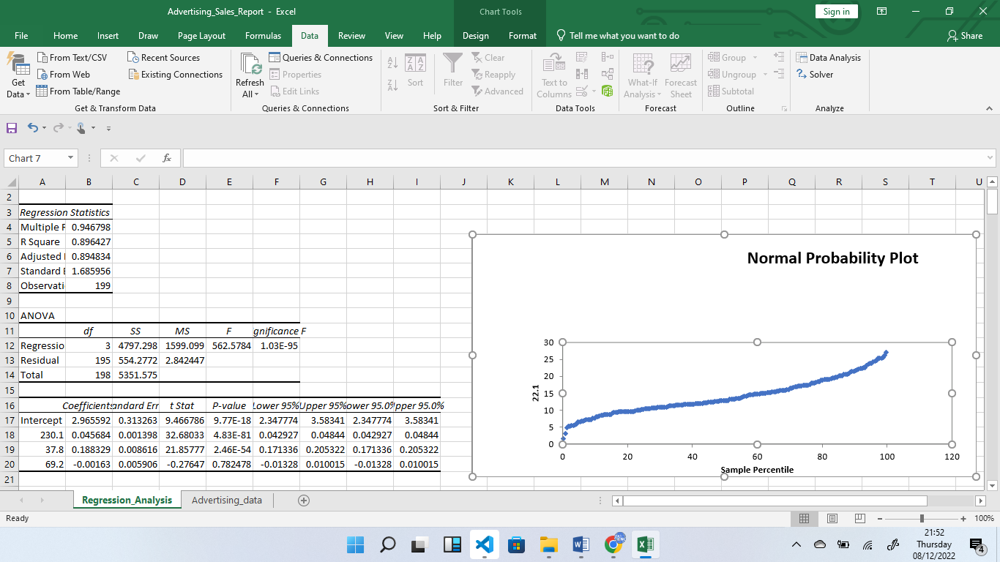 Advertising_Sales_Report - Excel
Chart Tools
Sign in
File Home Insert Draw Page Layout Formulas Data Review View Help Design Format Tell me what you want to do Share
Get Data
From Text/CSV
From Web
From Table/Range
Recent Sources
Existing Connections
Get & Transform Data
Refresh All
Queries & Connections
Properties
Edit Links
Queries & Connections
Sort
Filter
Clear
Reapply
Advanced
Sort & Filter
Text to Columns
Data Tools
What-If Analysis
Forecast Sheet
Forecast
Group
Ungroup
Subtotal
Outline
Data Analysis
Solver
Analyze
Chart 7
fx
A B C D E F G H I J K L M N O P Q R S T U
2
3 Regression Statistics
4 Multiple R 0.946798
5 R Square 0.896427
6 Adjusted 0.894834
7 Standard E 1.685956
8 Observati 199
9
10 ANOVA
11 df SS MS F gnificance F
12 Regressio 3 4797.298 1599.099 562.5784 1.03E-95
13 Residual 195 554.2772 2.842447
14 Total 198 5351.575
15
16 Coefficients andard Err t Stat P-value Lower 95% Upper 95% ower 95.0% pper 95.0%
17 Intercept 2.965592 0.313263 9.466786 9.77E-18 2.347774 3.58341 2.347774 3.58341
18 230.1 0.045684 0.001398 32.68033 4.83E-81 0.042927 0.04844 0.042927 0.04844
19 37.8 0.188329 0.008616 21.85777 2.46E-54 0.171336 0.205322 0.171336 0.205322
20 69.2 -0.00163 0.005906 -0.27647 0.782478 -0.01328 0.010015 -0.01328 0.010015
21
Normal Probability Plot
30
25
20
15
10
5
0
22.1
0 20 40 60 80 100 120
Sample Percentile
Regression_Analysis Advertising_data
Ready
100%
21:52
Thursday
08/12/2022
4